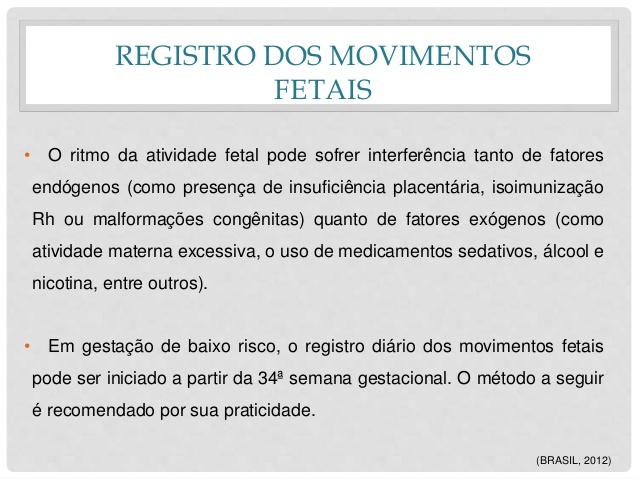 REGISTRO DOS MOVIMENTOS
FETAIS
• O ritmo da atividade fetal pode sofrer interferência tanto de fatores
endógenos (como presença de insuficiência placentária, isoimunização
Rh ou malformações congênitas) quanto de fatores exógenos (como
atividade materna excessiva, o uso de medicamentos sedativos, álcool e
nicotina, entre outros).
• Em gestação de baixo risco, o registro diário dos movimentos fetais
pode ser iniciado a partir da 34ª semana gestacional. O método a seguir
é recomendado por sua praticidade.
(BRASIL, 2012)